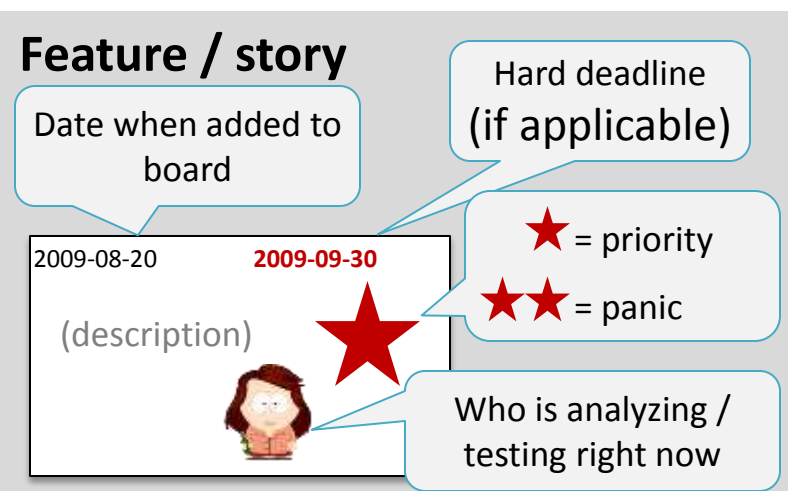 Feature / story
Date when added to
board
Hard deadline
(if applicable)
2009-08-20
2009-09-30
= priority
= panic
(description)
Who is analyzing /
testing right now